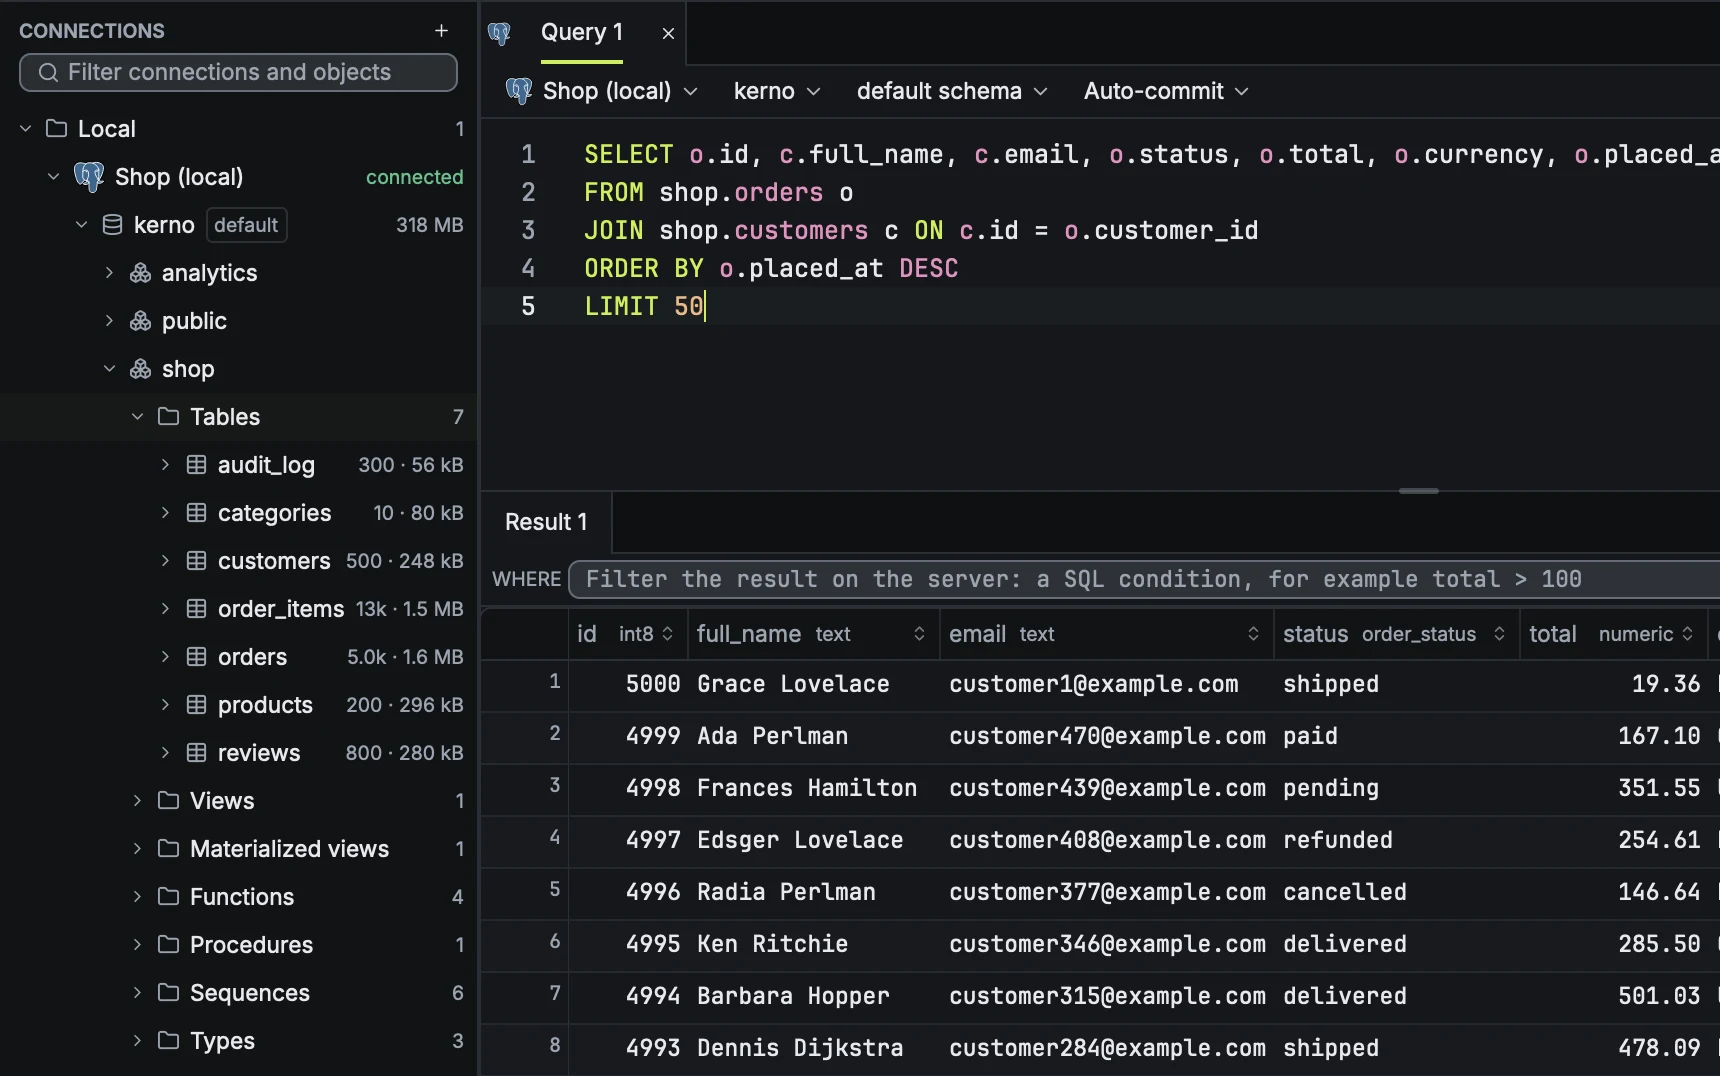 CONNECTIONS +
Filter connections and objects
Local 1
Shop (local) connected
kerno default 318 MB
analytics
public
shop
Tables 7
audit_log 300 · 56 kB
categories 10 · 80 kB
customers 500 · 248 kB
order_items 13k · 1.5 MB
orders 5.0k · 1.6 MB
products 200 · 296 kB
reviews 800 · 280 kB
Views 1
Materialized views 1
Functions 4
Procedures 1
Sequences 6
Types 3
Query 1 ×
Shop (local) kerno default schema Auto-commit
1 SELECT o.id, c.full_name, c.email, o.status, o.total, o.currency, o.placed_a
2 FROM shop.orders o
3 JOIN shop.customers c ON c.id = o.customer_id
4 ORDER BY o.placed_at DESC
5 LIMIT 50
Result 1
WHERE Filter the result on the server: a SQL condition, for example total > 100
id int8 full_name text email text status order_status total numeric
1 5000 Grace Lovelace customer1@example.com shipped 19.36
2 4999 Ada Perlman customer470@example.com paid 167.10
3 4998 Frances Hamilton customer439@example.com pending 351.55
4 4997 Edsger Lovelace customer408@example.com refunded 254.61
5 4996 Radia Perlman customer377@example.com cancelled 146.64
6 4995 Ken Ritchie customer346@example.com delivered 285.50
7 4994 Barbara Hopper customer315@example.com delivered 501.03
8 4993 Dennis Dijkstra customer284@example.com shipped 478.09